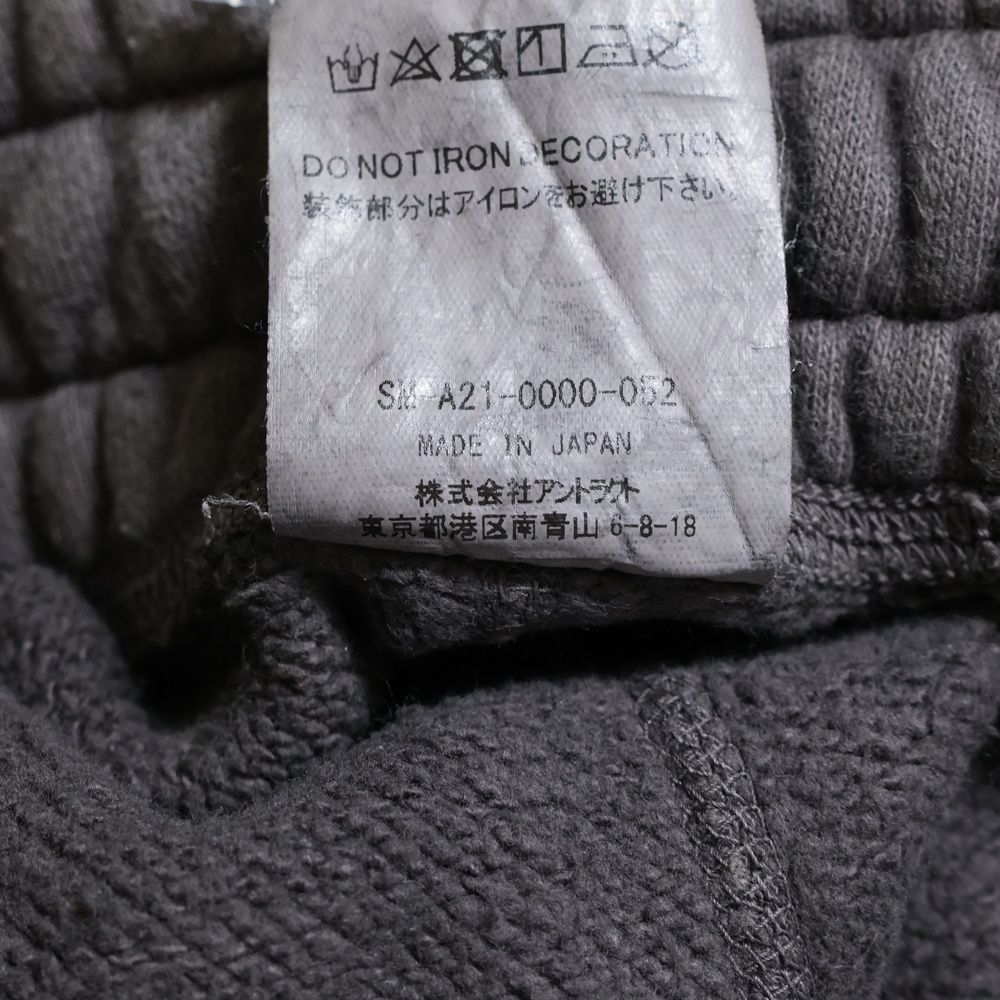 DO NOT IRON DECORATION
装飾部分はアイロンをお避け下さい。
SM-A21-0000-052
MADE IN JAPAN
株式会社アントラクト
東京都港区南青山 6-8-18